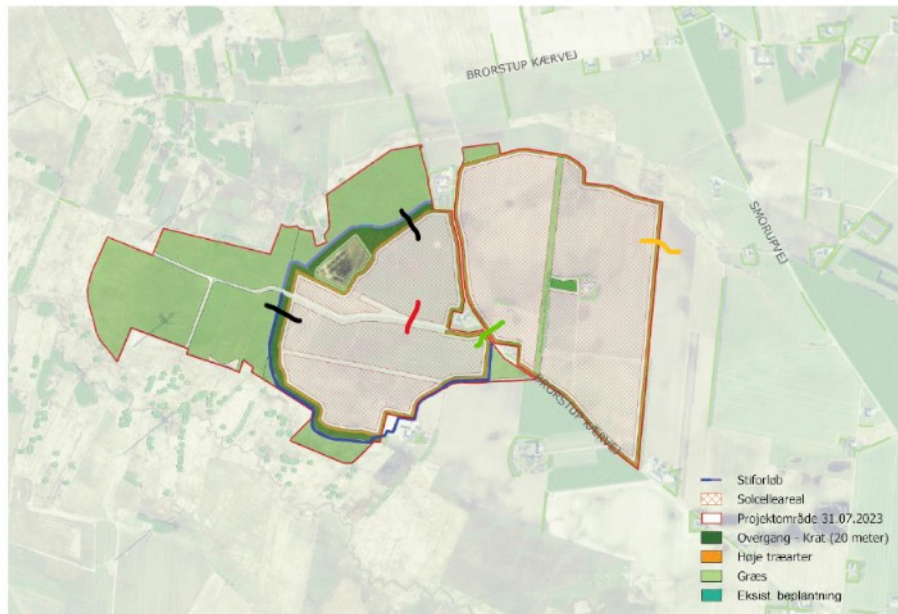 BRORSTUP KÆRVEJ
SMORUPVEJ
BRORSTUP KÆRVEJ
Stiforløb
Solcelleareal
Projektområde 31.07.2023
Overgang - Krat (20 meter)
Høje træarter
Græs
Eksist. beplantning